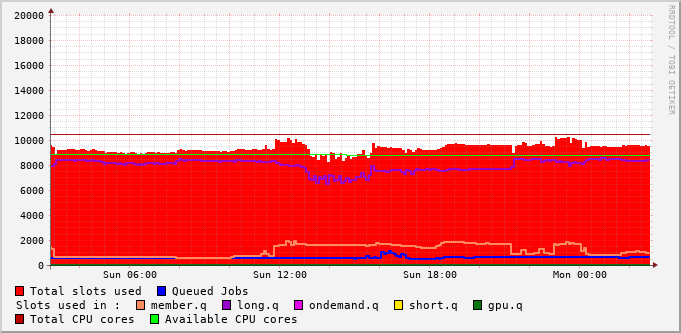 RRDTOOL / TOBI OETIKER
20000
18000
16000
14000
12000
10000
8000
6000
4000
2000
0
Sun 06:00 Sun 12:00 Sun 18:00 Mon 00:00
Total slots used Queued Jobs
Slots used in : member.q long.q ondemand.q short.q gpu.q
Total CPU cores Available CPU cores